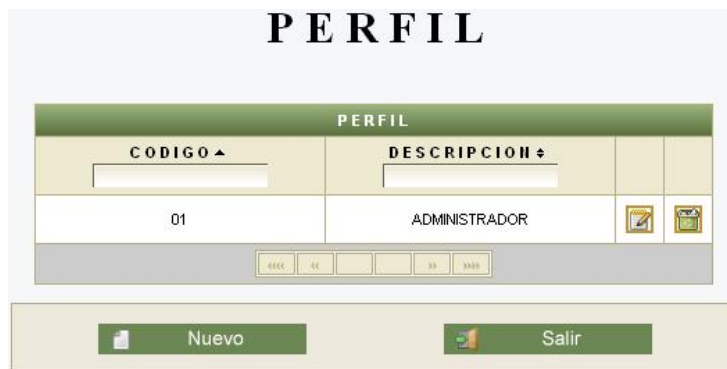 PERFIL
PERFIL
CODIGO DESCRIPCION
01 ADMINISTRADOR
«« « » »»
Nuevo Salir